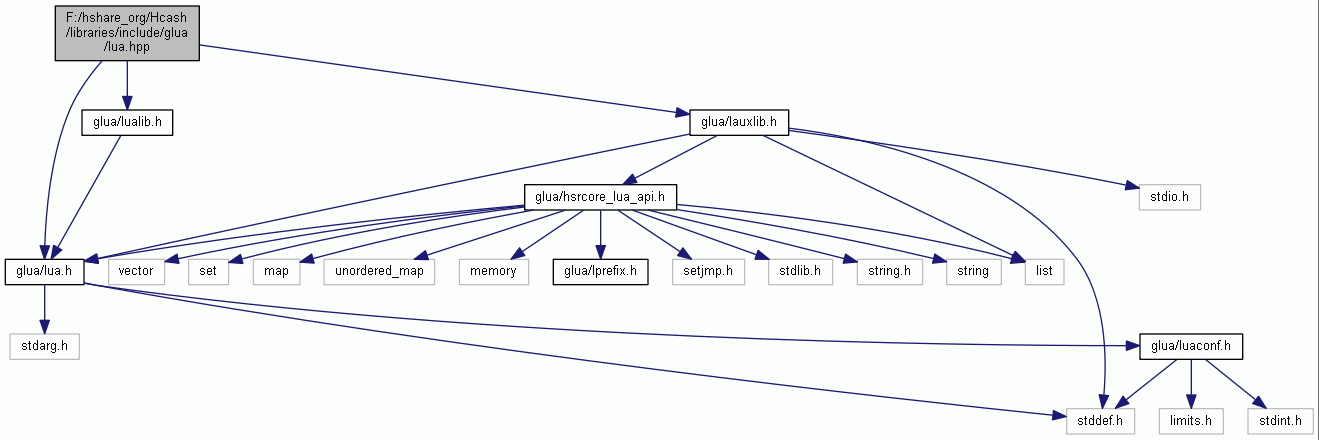 F:/hshare_org/Hcash
/libraries/include/glua
/lua.hpp
glua/lualib.h
glua/lauxlib.h
glua/hsrcore_lua_api.h
stdio.h
glua/lua.h
vector
set
map
unordered_map
memory
glua/lprefix.h
setjmp.h
stdlib.h
string.h
string
list
stdarg.h
glua/luaconf.h
stddef.h
limits.h
stdint.h